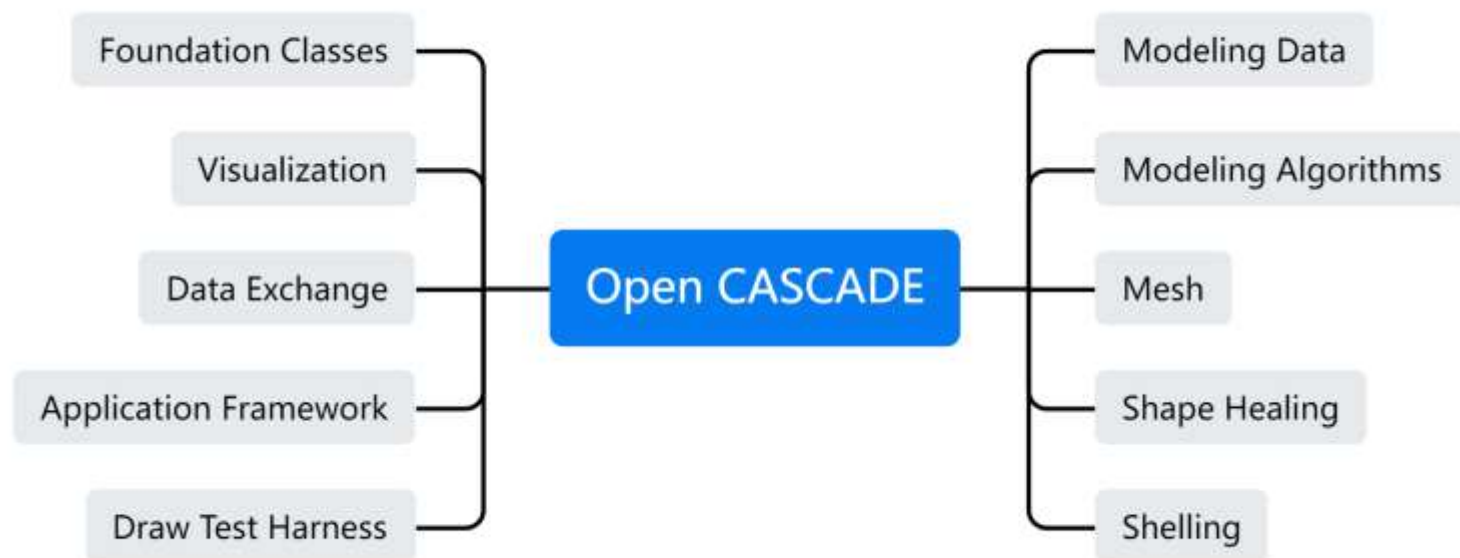 Foundation Classes
Visualization
Data Exchange
Application Framework
Draw Test Harness
Open CASCADE
Modeling Data
Modeling Algorithms
Mesh
Shape Healing
Shelling